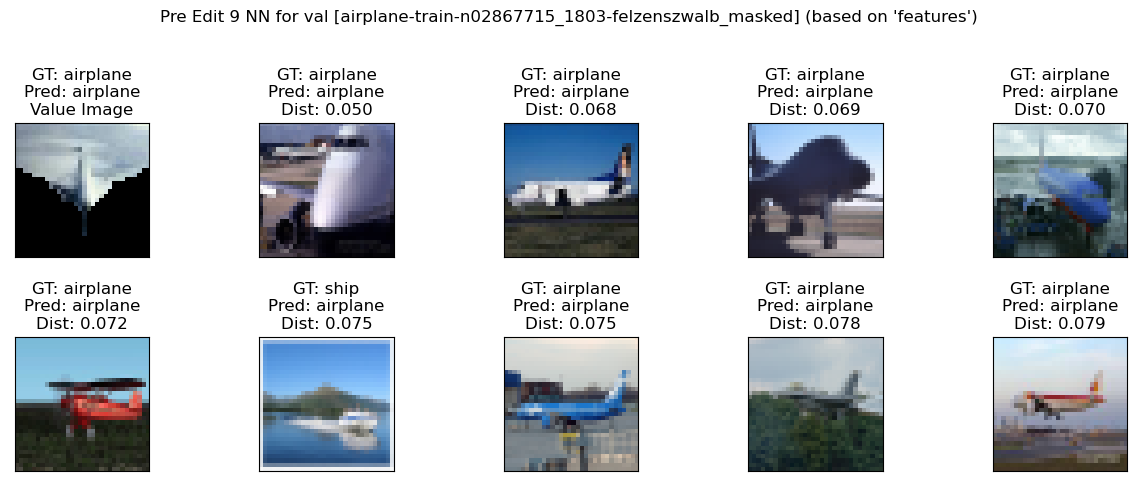 Pre Edit 9 NN for val [airplane-train-n02867715_1803-felzenszwalb_masked] (based on 'features')
GT: airplane
Pred: airplane
Value Image
GT: airplane
Pred: airplane
Dist: 0.050
GT: airplane
Pred: airplane
Dist: 0.068
GT: airplane
Pred: airplane
Dist: 0.069
GT: airplane
Pred: airplane
Dist: 0.070
GT: airplane
Pred: airplane
Dist: 0.072
GT: ship
Pred: airplane
Dist: 0.075
GT: airplane
Pred: airplane
Dist: 0.075
GT: airplane
Pred: airplane
Dist: 0.078
GT: airplane
Pred: airplane
Dist: 0.079